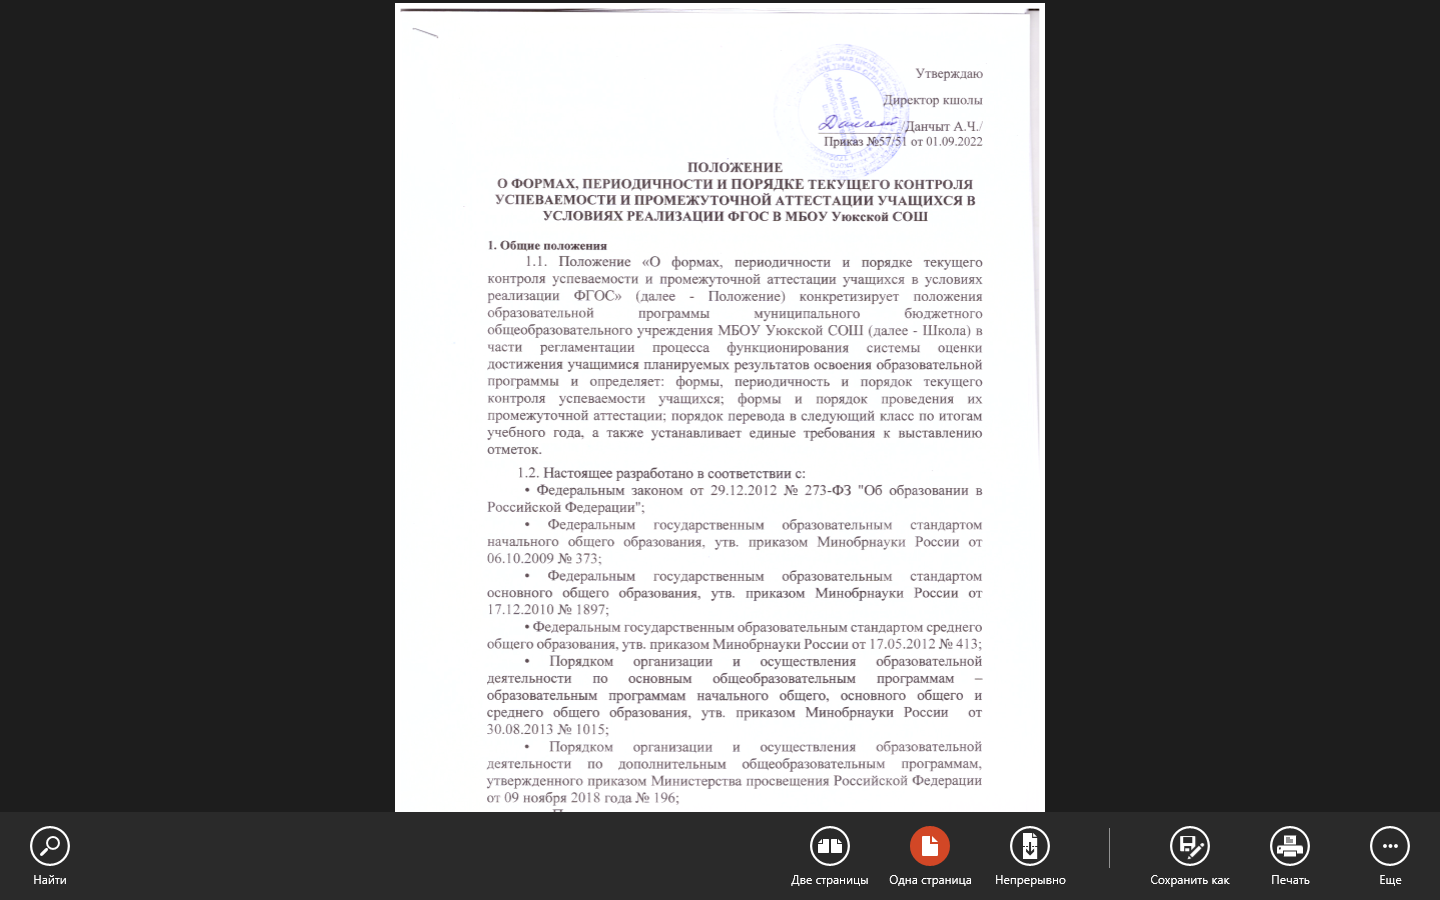 Утверждаю
Директор кшолы
/Данчыт А.Ч./
Приказ №57/51 от 01.09.2022
ПОЛОЖЕНИЕ
О ФОРМАХ, ПЕРИОДИЧНОСТИ И ПОРЯДКЕ ТЕКУЩЕГО КОНТРОЛЯ
УСПЕВАЕМОСТИ И ПРОМЕЖУТОЧНОЙ АТТЕСТАЦИИ УЧАЩИХСЯ В
УСЛОВИЯХ РЕАЛИЗАЦИИ ФГОС В МБОУ Уюкской СОШ
1. Общие положения
1.1. Положение «О формах, периодичности и порядке текущего
контроля успеваемости и промежуточной аттестации учащихся в условиях
реализации ФГОС» (далее - Положение) конкретизирует положения
образовательной программы муниципального бюджетного
общеобразовательного учреждения МБОУ Уюкской СОШ (далее - Школа) в
части регламентации процесса функционирования системы оценки
достижения учащимися планируемых результатов освоения образовательной
программы и определяет: формы, периодичность и порядок текущего
контроля успеваемости учащихся; формы и порядок проведения их
промежуточной аттестации; порядок перевода в следующий класс по итогам
учебного года, а также устанавливает единые требования к выставлению
отметок.
1.2. Настоящее разработано в соответствии с:
• Федеральным законом от 29.12.2012 № 273-ФЗ "Об образовании в
Российской Федерации";
• Федеральным государственным образовательным стандартом
начального общего образования, утв. приказом Минобрнауки России от
06.10.2009 № 373;
• Федеральным государственным образовательным стандартом
основного общего образования, утв. приказом Минобрнауки России от
17.12.2010 № 1897;
• Федеральным государственным образовательным стандартом среднего
общего образования, утв. приказом Минобрнауки России от 17.05.2012 № 413;
• Порядком организации и осуществления образовательной
деятельности по основным общеобразовательным программам –
образовательным программам начального общего, основного общего и
среднего общего образования, утв. приказом Минобрнауки России от
30.08.2013 № 1015;
• Порядком организации и осуществления образовательной
деятельности по дополнительным общеобразовательным программам,
утвержденного приказом Министерства просвещения Российской Федерации
от 09 ноября 2018 года № 196;
Найти
Две страницы
Одна страница
Непрерывно
Сохранить как
Печать
Еще